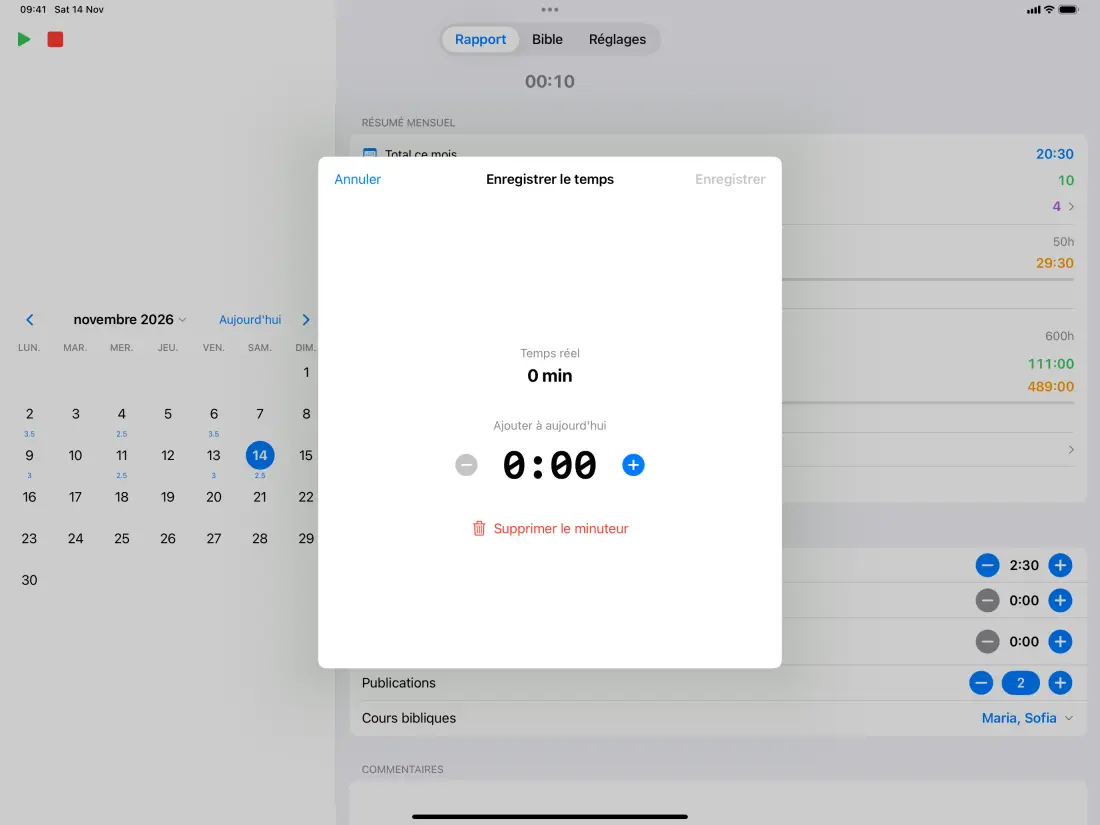 09:41 Sat 14 Nov
Rapport Bible Réglages
00:10
RÉSUMÉ MENSUEL
Total ce mois 20:30
10
4
50h
29:30
600h
111:00
489:00
Annuler Enregistrer le temps Enregistrer
Temps réel
0 min
Ajouter à aujourd'hui
0:00
Supprimer le minuteur
novembre 2026 Aujourd'hui
LUN. MAR. MER. JEU. VEN. SAM. DIM.
1
2 3 4 5 6 7 8
3.5 2.5 3.5
9 10 11 12 13 14 15
3 2.5 3 2.5
16 17 18 19 20 21 22
23 24 25 26 27 28 29
30
2:30
0:00
0:00
Publications 2
Cours bibliques Maria, Sofia
COMMENTAIRES